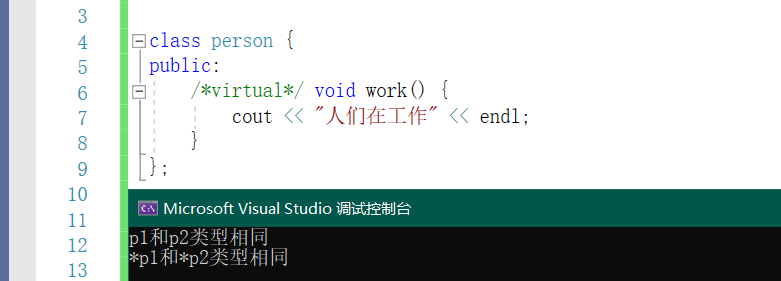 3
4 class person {
5 public:
6 /*virtual*/ void work() {
7 cout << "人们在工作" << endl;
8 }
9 };
10
11 Microsoft Visual Studio 调试控制台
12 p1和p2类型相同
13 *p1和*p2类型相同